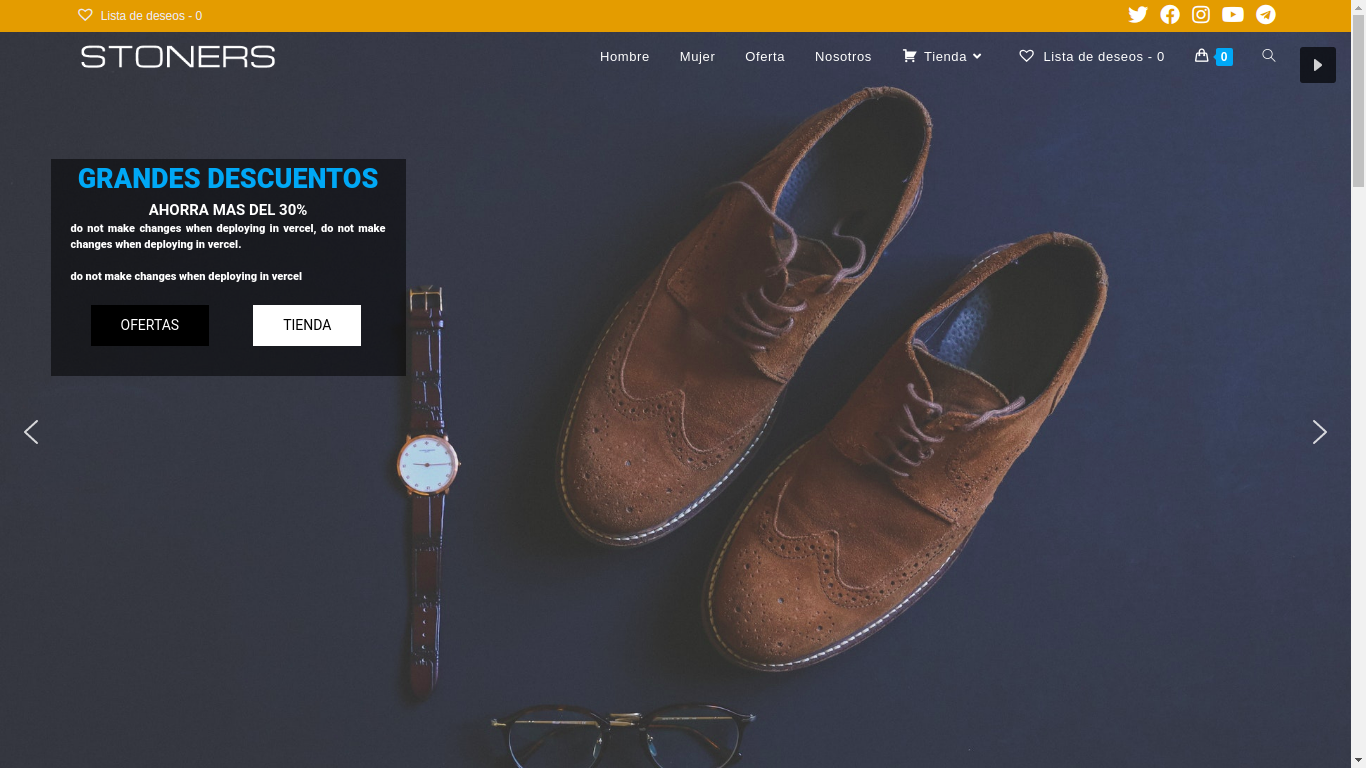 Lista de deseos - 0
STONERS
Hombre
Mujer
Oferta
Nosotros
Tienda
Lista de deseos - 0
0
GRANDES DESCUENTOS
AHORRA MAS DEL 30%
do not make changes when deploying in vercel, do not make
changes when deploying in vercel.
do not make changes when deploying in vercel
OFERTAS
TIENDA